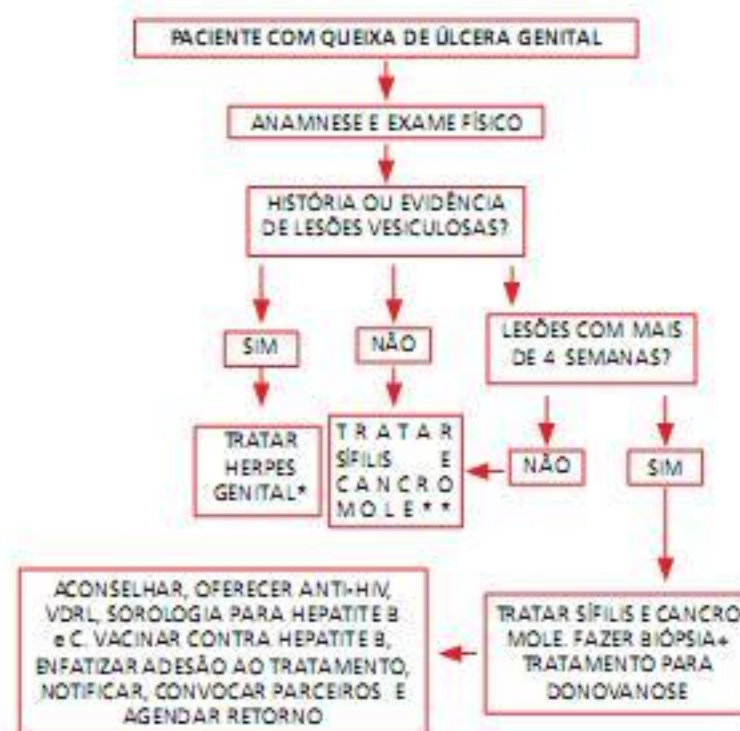 PACIENTE COM QUEIXA DE ÚLCERA GENITAL
ANAMNESE E EXAME FÍSICO
HISTÓRIA OU EVIDÊNCIA
DE LESÕES VESICULOSAS?
SIM
NÃO
LESÕES COM MAIS
DE 4 SEMANAS?
TRATAR
HERPES
GENITAL*
TRATAR
SÍFILIS E
CANCRO
MOLE**
NÃO
SIM
ACONSELHAR, OFERECER ANTI-HIV,
VDRL, SOROLOGIA PARA HEPATITE B
e C. VACINAR CONTRA HEPATITE B,
ENFATIZAR ADESÃO AO TRATAMENTO,
NOTIFICAR, CONVOCAR PARCEIROS E
AGENDAR RETORNO
TRATAR SÍFILIS E CANCRO
MOLE. FAZER BIÓPSIA+
TRATAMENTO PARA
DONOVANOSE